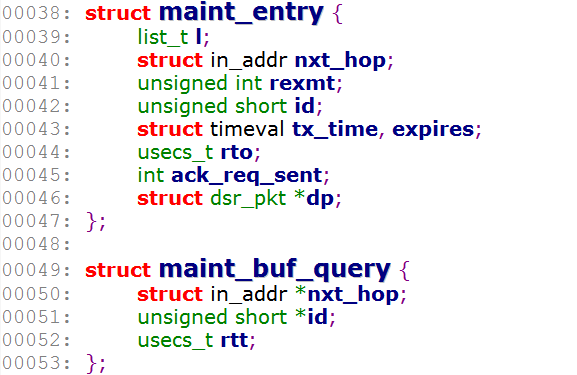 00038: struct maint_entry {
00039: list_t l;
00040: struct in_addr nxt_hop;
00041: unsigned int rexmt;
00042: unsigned short id;
00043: struct timeval tx_time, expires;
00044: usecs_t rto;
00045: int ack_req_sent;
00046: struct dsr_pkt *dp;
00047: };
00048:
00049: struct maint_buf_query {
00050: struct in_addr *nxt_hop;
00051: unsigned short *id;
00052: usecs_t rtt;
00053: };